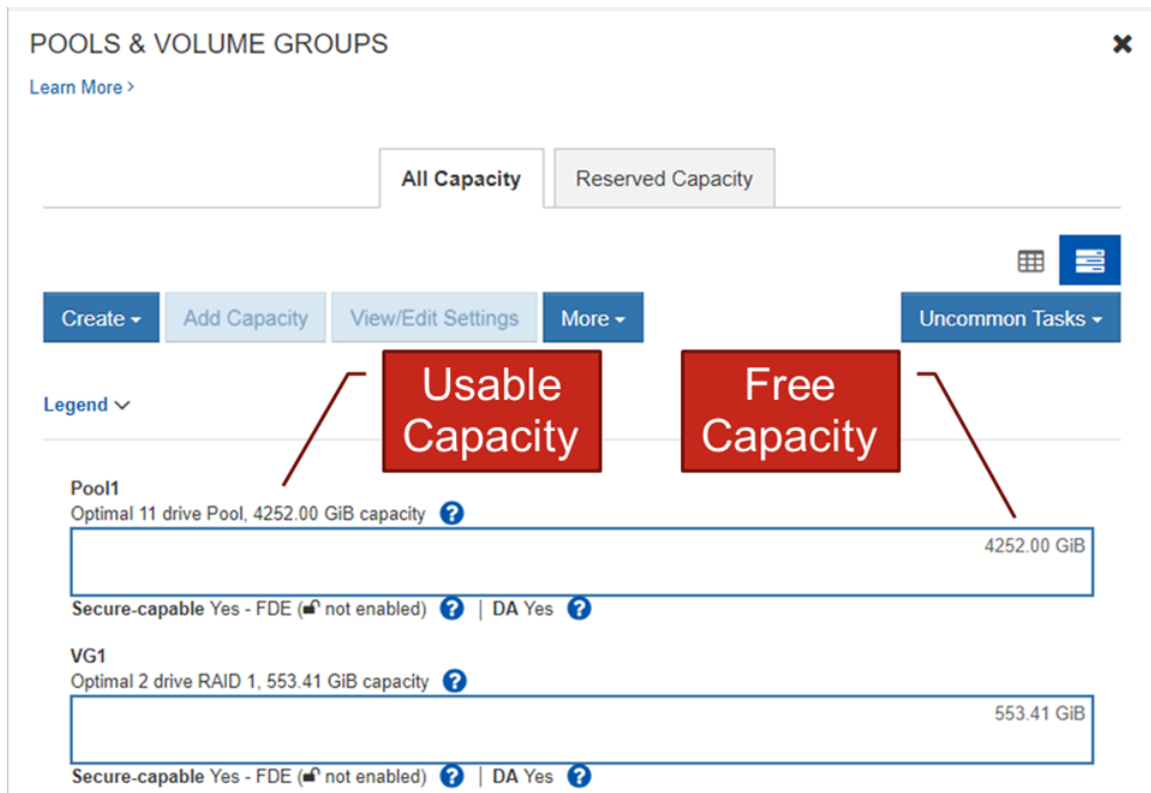 POOLS & VOLUME GROUPS
Learn More >
All Capacity
Reserved Capacity
Create
Add Capacity
View/Edit Settings
More
Uncommon Tasks
Usable
Capacity
Free
Capacity
Legend
Pool1
Optimal 11 drive Pool, 4252.00 GiB capacity ?
4252.00 GiB
Secure-capable Yes - FDE ( not enabled) ? | DA Yes ?
VG1
Optimal 2 drive RAID 1, 553.41 GiB capacity ?
553.41 GiB
Secure-capable Yes - FDE ( not enabled) ? | DA Yes ?